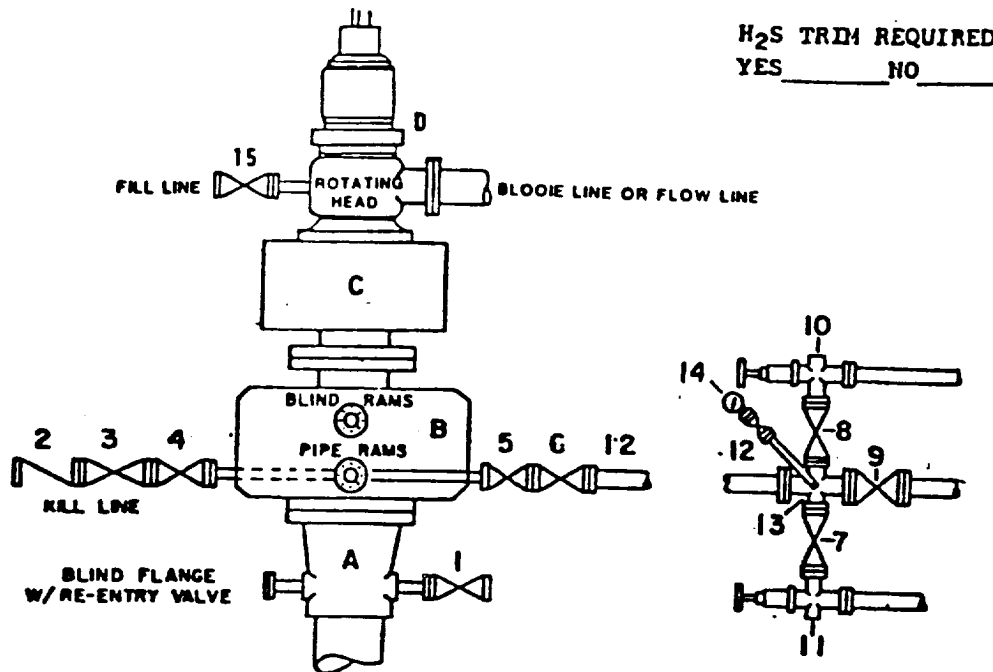 H₂S TRIM REQUIRED
YES______ NO______
D
15
FILL LINE
ROTATING
HEAD
BLOOIE LINE OR FLOW LINE
C
BLIND RAMS
B
PIPE RAMS
2 3 4
5 6 12
KILL LINE
A
1
BLIND FLANGE
W/RE-ENTRY VALVE
10
14
8
12
9
13
7
11